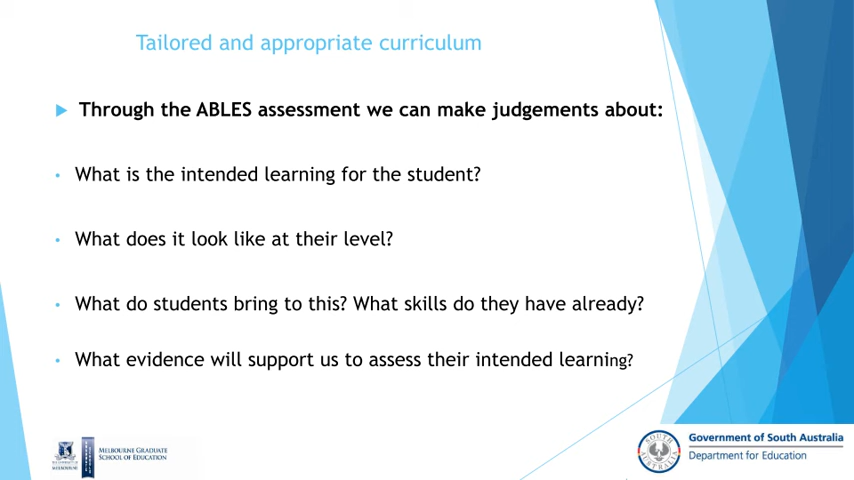 Tailored and appropriate curriculum
Through the ABLES assessment we can make judgements about:
What is the intended learning for the student?
What does it look like at their level?
What do students bring to this? What skills do they have already?
What evidence will support us to assess their intended learning?
MELBOURNE GRADUATE
SCHOOL OF EDUCATION
MELBOURNE
SOUTH
AUSTRALIA
Government of South Australia
Department for Education